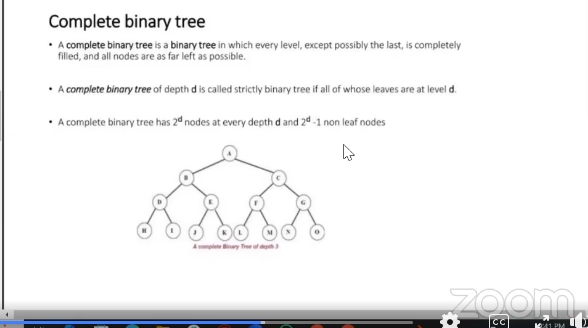 Complete binary tree
• A complete binary tree is a binary tree in which every level, except possibly the last, is completely
filled, and all nodes are as far left as possible.
• A complete binary tree of depth d is called strictly binary tree if all of whose leaves are at level d.
• A complete binary tree has 2ᵈ nodes at every depth d and 2ᵈ -1 non leaf nodes
A
B C
D E F G
H I J K L M N O
A complete Binary Tree of depth 3
zoom
CC